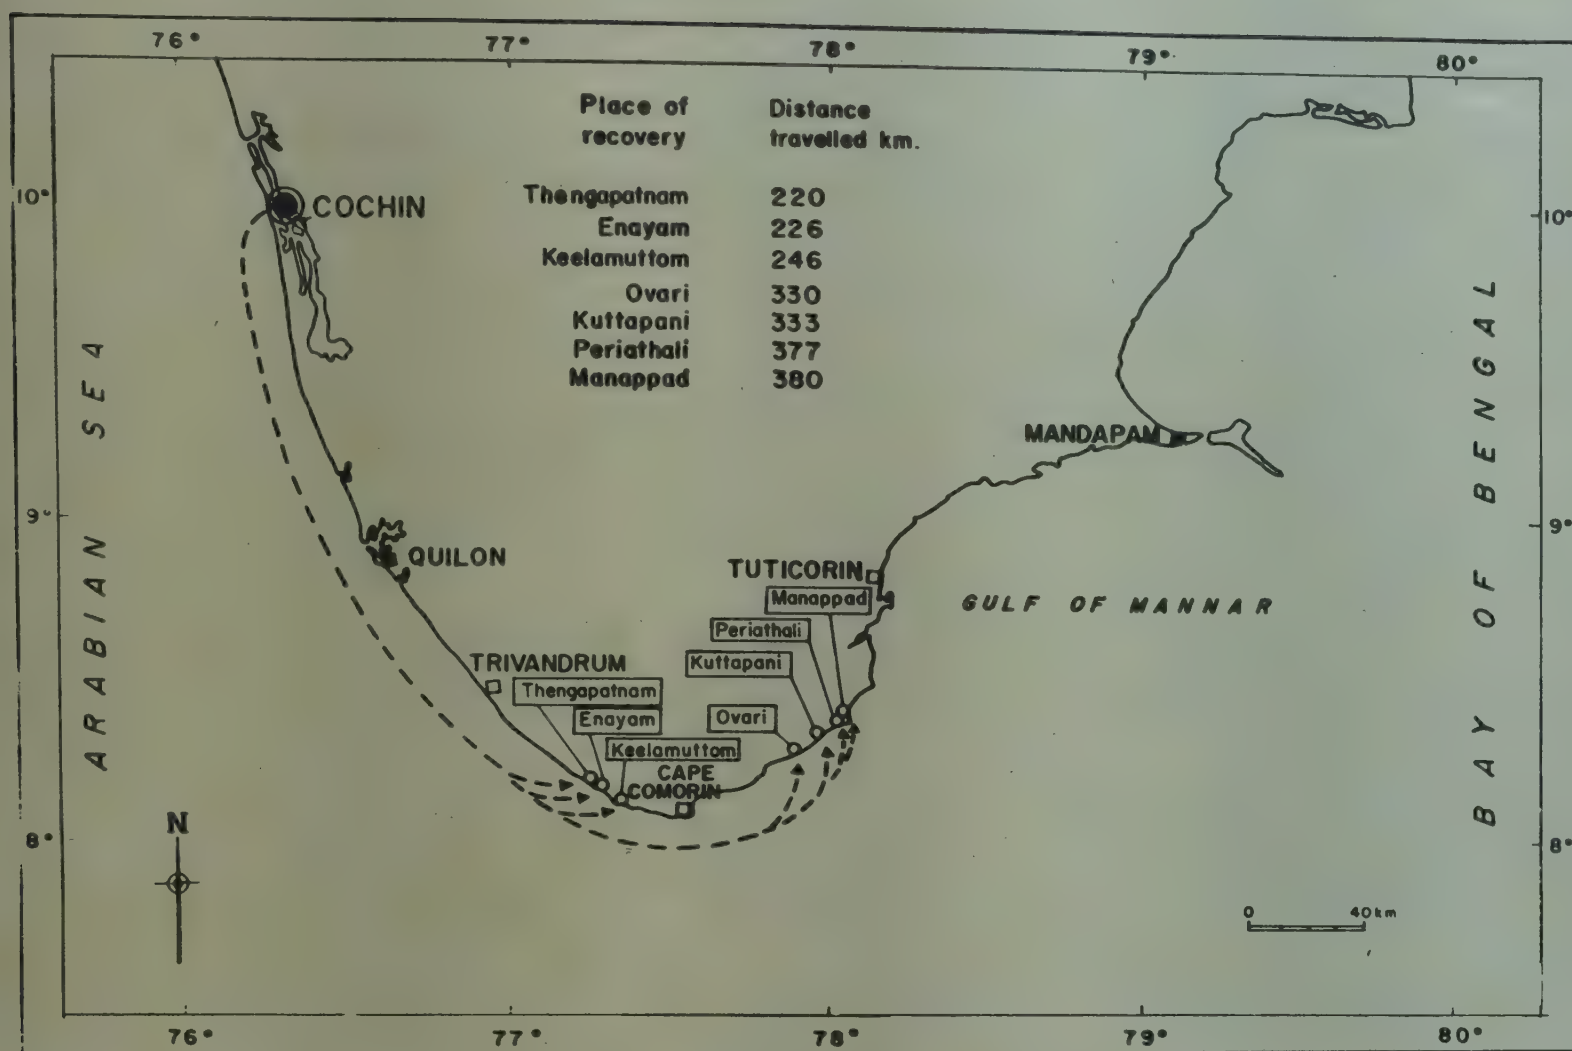 76° 77° 78° 79° 80°
Place of recovery Distance travelled km.
Thengapatnam 220
Enayam 226
Keelamuttom 246
Ovari 330
Kuttapani 333
Periathali 377
Manappad 380
10° 10°
COCHIN
ARABIAN SEA
BAY OF BENGAL
MANDAPAM
9° 9°
QUILON
TUTICORIN
Manappad
GULF OF MANNAR
Periathali
Kuttapani
TRIVANDRUM
Thengapatnam
Enayam
Ovari
Keelamuttom
CAPE
COMORIN
N
8° 8°
0 40 km
76° 77° 78° 79° 80°